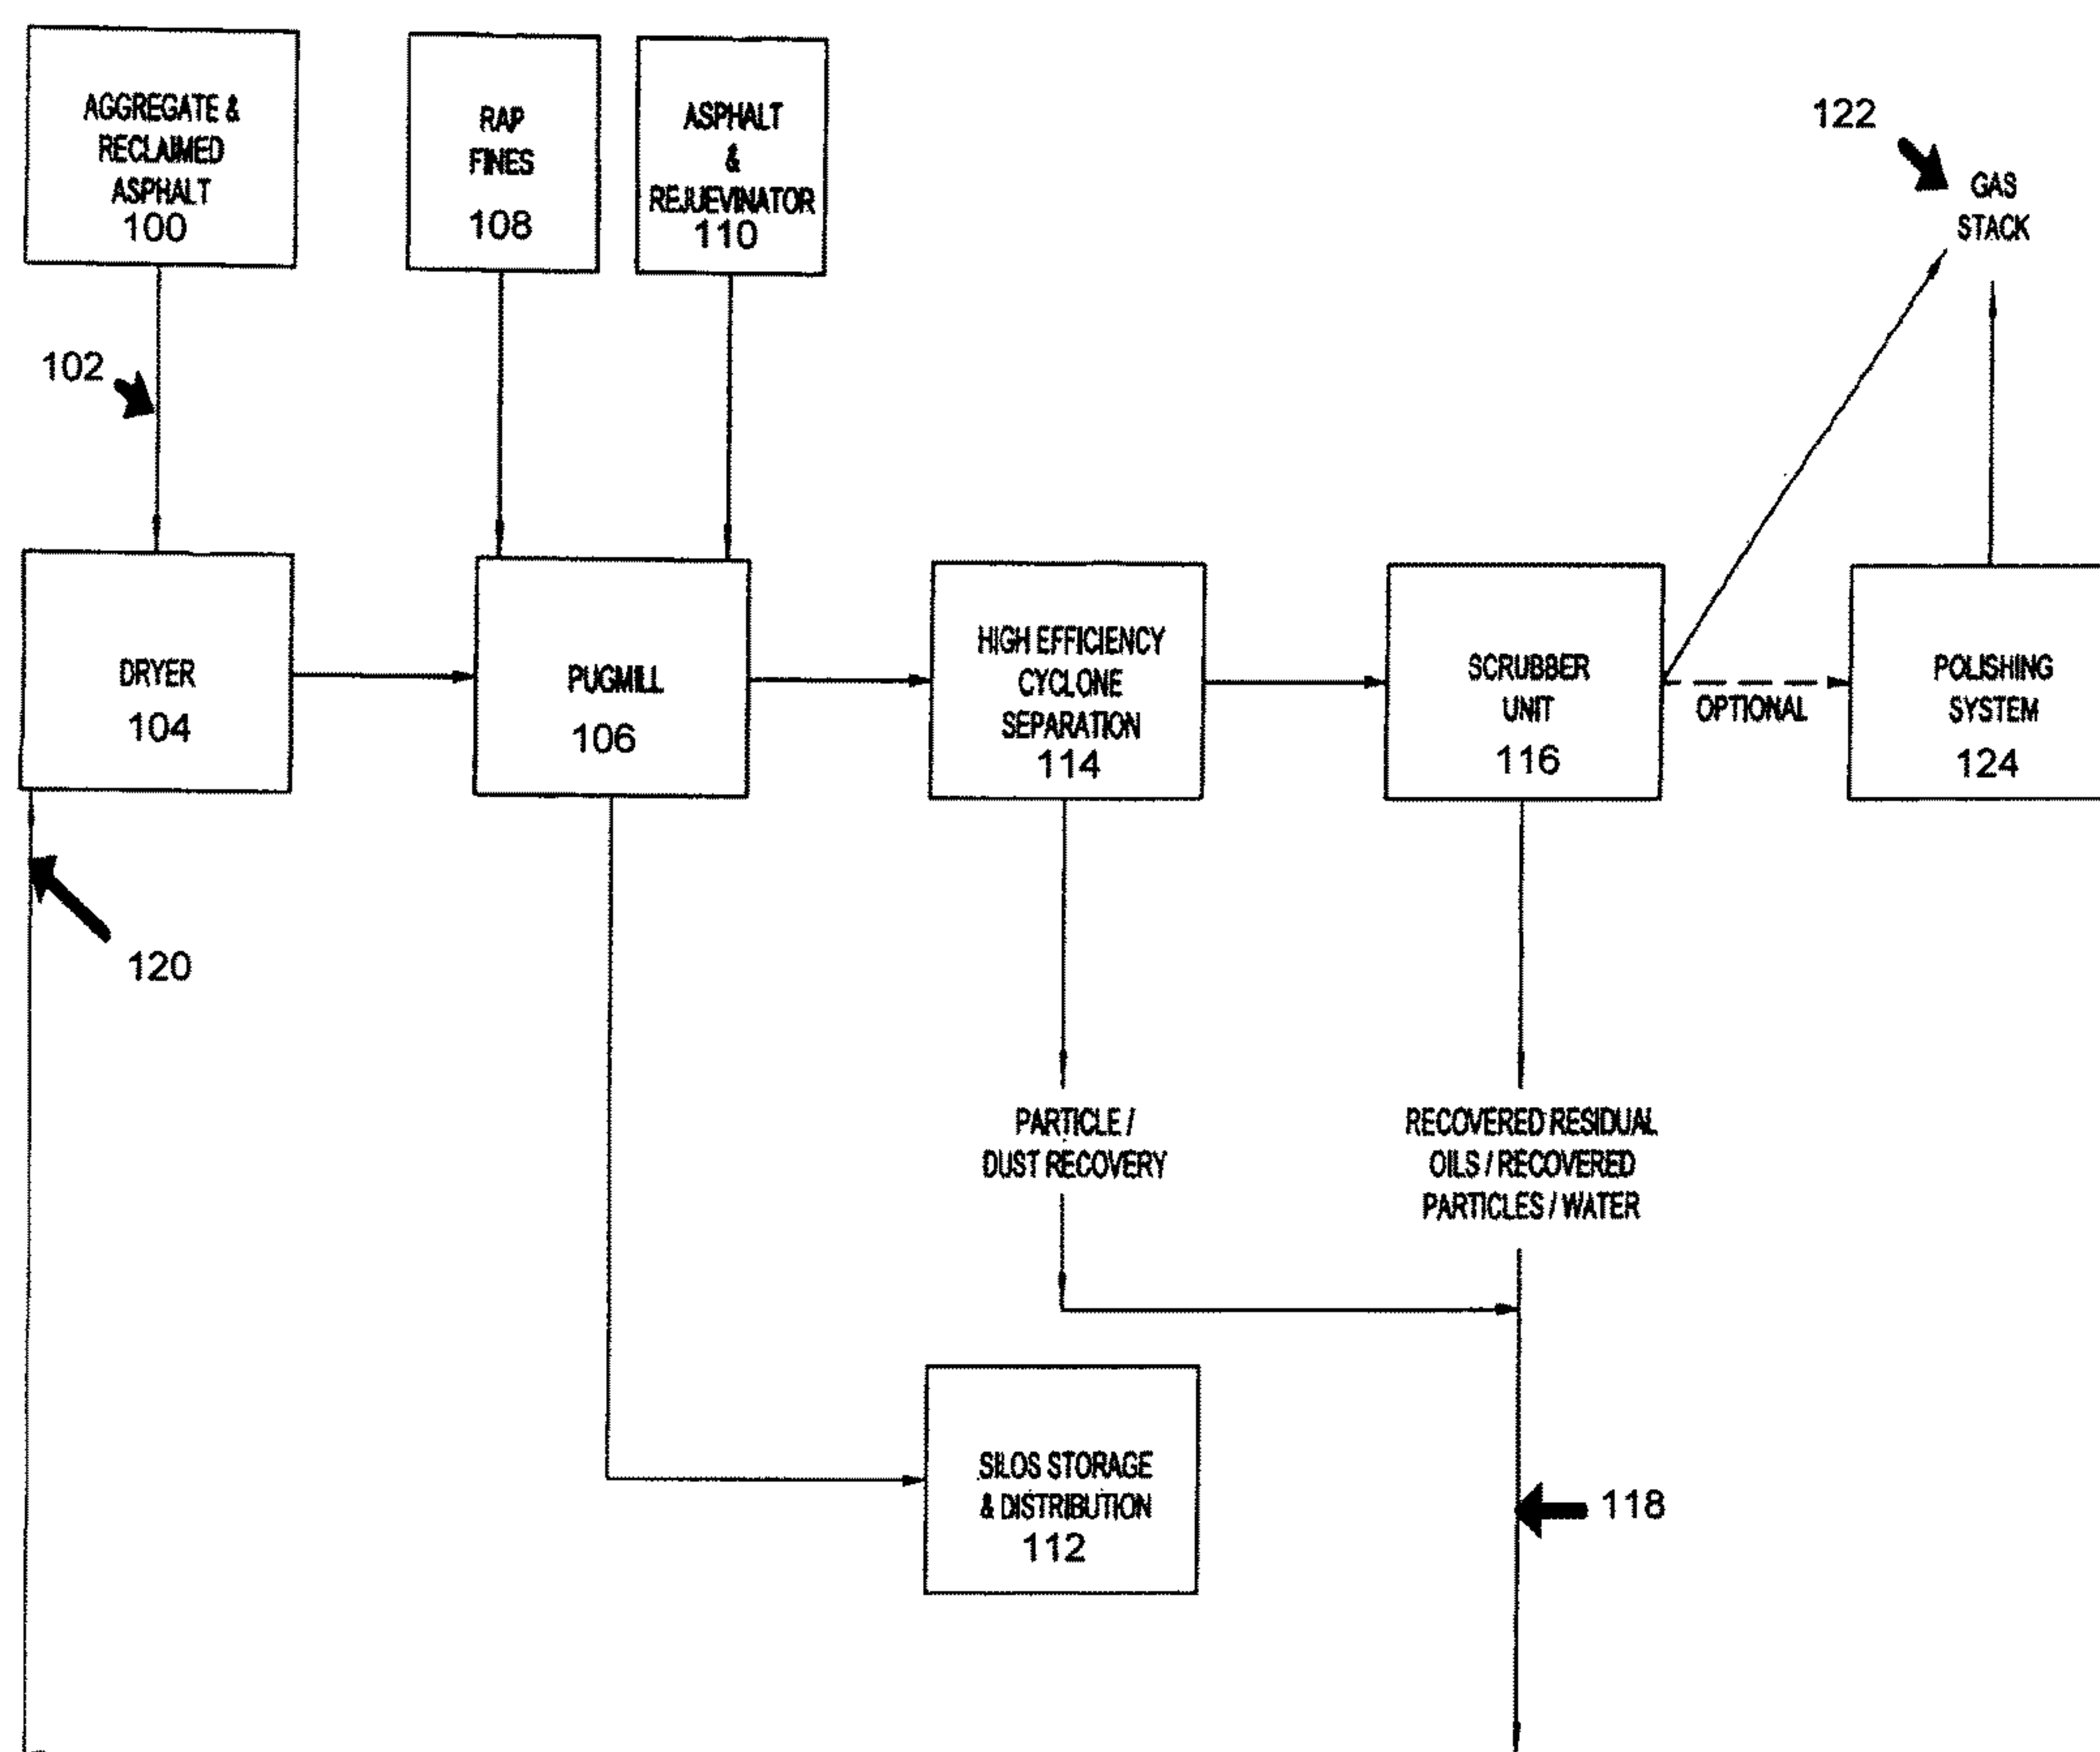 AGGREGATE &
RECLAIMED
ASPHALT
100
RAP
FINES
108
ASPHALT
&
REJUEVINATOR
110
122
GAS
STACK
102
DRYER
104
PUGMILL
106
HIGH EFFICIENCY
CYCLONE
SEPARATION
114
SCRUBBER
UNIT
116
OPTIONAL
POLISHING
SYSTEM
124
120
PARTICLE /
DUST RECOVERY
RECOVERED RESIDUAL
OILS / RECOVERED
PARTICLES / WATER
SILOS STORAGE
& DISTRIBUTION
112
118